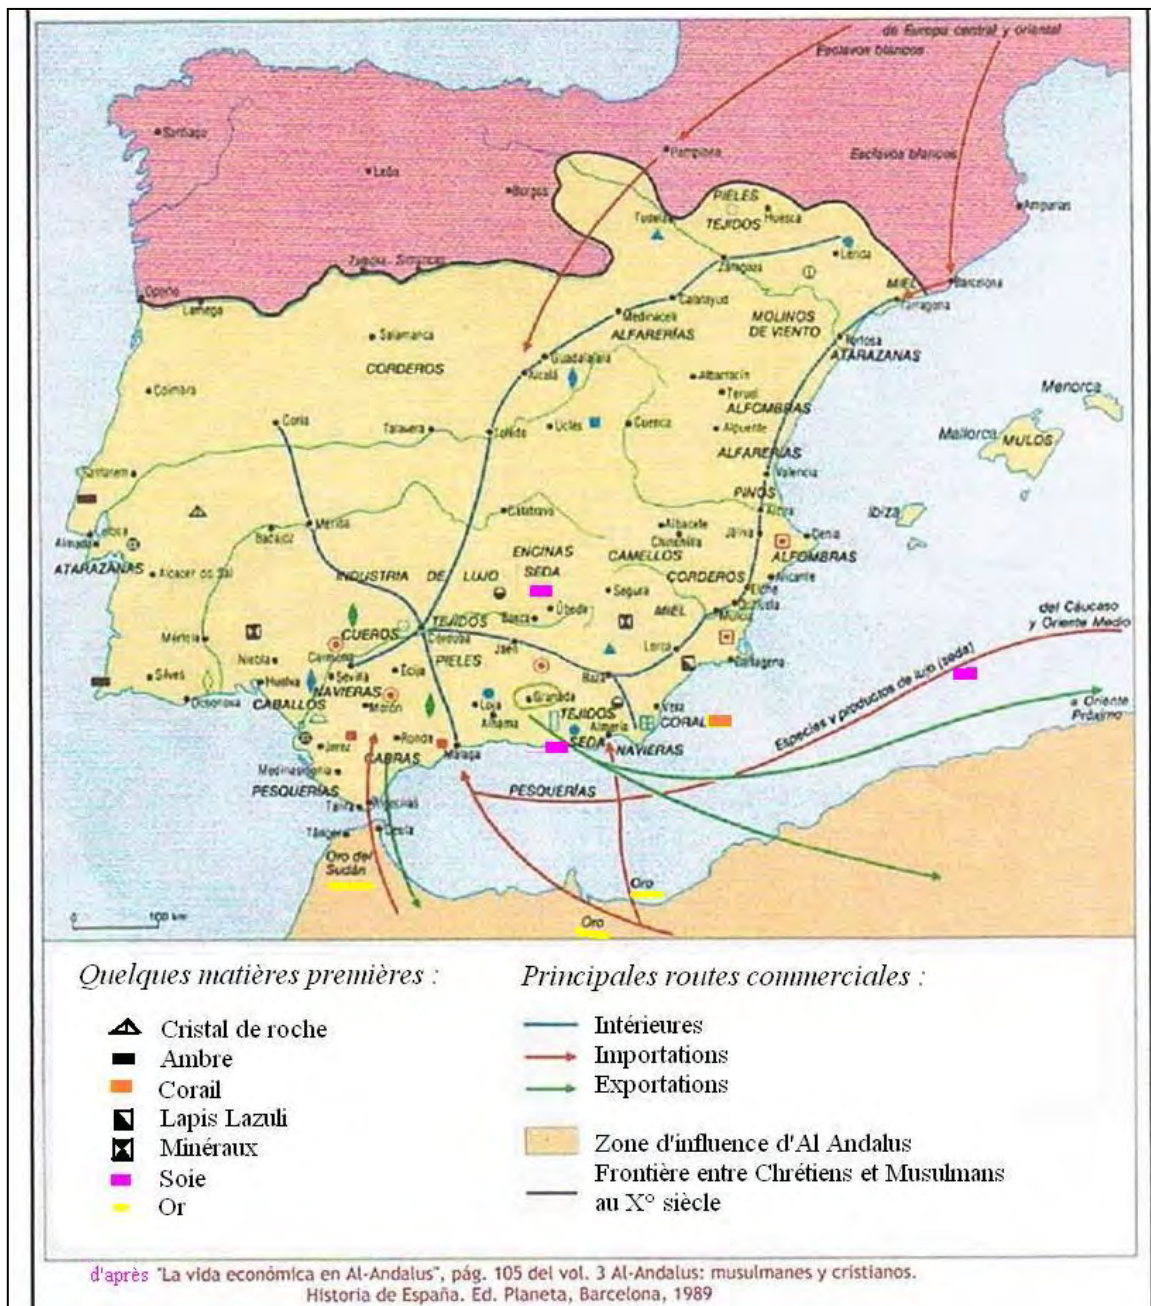 de Europa central y oriental
Esclavos blancos
Santiago
León
Pamplona
Esclavos blancos
Burgos
PIELES
Ampurias
Tudela
Huesca
TEJIDOS
Zamora
Simancas
Zaragoza
Lérida
Oporto
Lamego
Calatayud
MIEL
Barcelona
Tarragona
Medinaceli
MOLINOS
DE VIENTO
Salamanca
ALFARERÍAS
Tortosa
ATARAZANAS
CORDEROS
Guadalajara
Alcalá
Albarracín
Menorca
Coimbra
Teruel
ALFOMBRAS
Coria
Talavera
Toledo
Uclés
Cuenca
Alpuente
Mallorca
MULOS
ALFARERÍAS
Santarem
Valencia
PINOS
Ibiza
Calatrava
Alcira
Lisboa
Mérida
Albacete
Almada
Badajoz
Chinchilla
Játiva
Denia
ENCINAS
CAMELLOS
ALFOMBRAS
ATARAZANAS
Alcacer do Sal
INDUSTRIA DE LUJO
SEDA
CORDEROS
Alicante
Segura
Elche
Orihuela
Úbeda
Baeza
MIEL
Murcia
TEJIDOS
CUEROS
Córdoba
Mértola
Jaén
Lorca
del Cáucaso
y Oriente Medio
Niebla
Carmona
PIELES
Cartagena
Silves
Sevilla
Ecija
Baza
Huelva
NAVIERAS
Ocsonova
CABALLOS
Morón
Loja
Granada
Vera
Alhama
TEJIDOS
CORAL
Especias y productos de lujo (seda)
Oriente
Próximo
Almería
SEDA
NAVIERAS
Jerez
Ronda
CABRAS
Málaga
Medinasidonia
PESQUERÍAS
PESQUERÍAS
Tarifa
Algeciras
Tánger
Ceuta
Oro del
Sudán
Oro
Oro
0 100 km
Quelques matières premières :
Cristal de roche
Ambre
Corail
Lapis Lazuli
Minéraux
Soie
Or
Principales routes commerciales :
Intérieures
Importations
Exportations
Zone d'influence d'Al Andalus
Frontière entre Chrétiens et Musulmans
au X° siècle
d'après "La vida económica en Al-Andalus", pág. 105 del vol. 3 Al-Andalus: musulmanes y cristianos.
Historia de España. Ed. Planeta, Barcelona, 1989